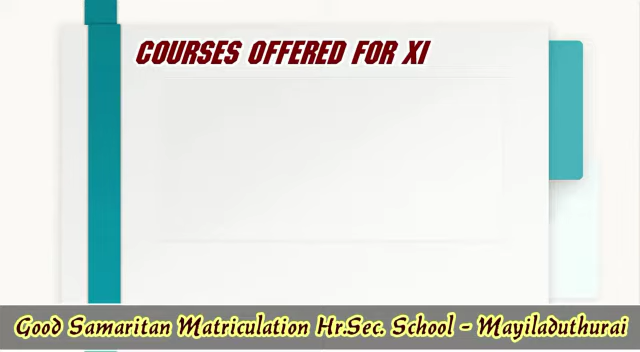 COURSES OFFERED FOR XI
Good Samaritan Matriculation Hr.Sec. School - Mayiladuthurai